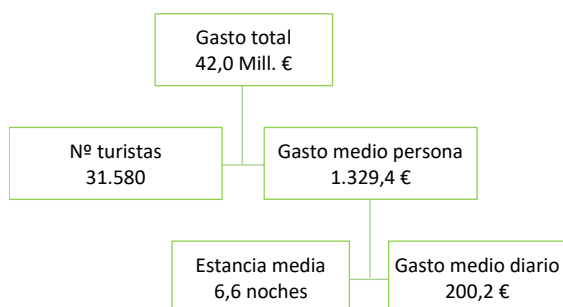 Gasto total
42,0 Mill. €
Nº turistas
31.580
Gasto medio persona
1.329,4 €
Estancia media
6,6 noches
Gasto medio diario
200,2 €